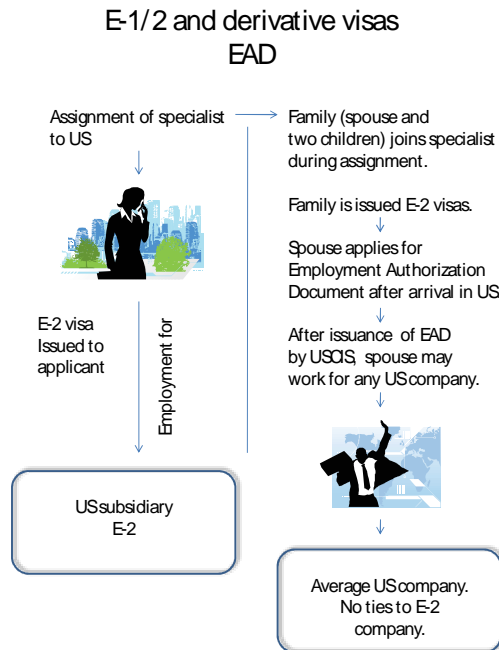 E-1/2 and derivative visas
EAD
Assignment of specialist
to US
E-2 visa
Issued to
applicant
Employment for
US subsidiary
E-2
Family (spouse and
two children) joins specialist
during assignment.
Family is issued E-2 visas.
Spouse applies for
Employment Authorization
Document after arrival in US
After issuance of EAD
by USCIS, spouse may
work for any US company.
Average US company.
No ties to E-2
company.